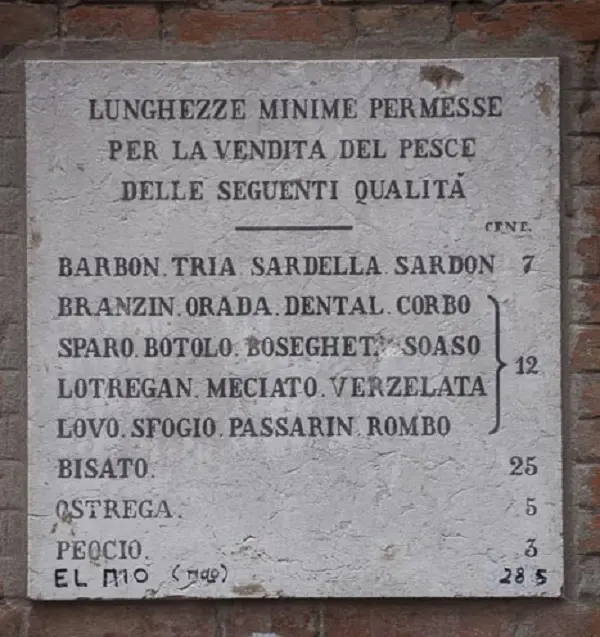 LUNGHEZZE MINIME PERMESSE
PER LA VENDITA DEL PESCE
DELLE SEGUENTI QUALITÀ
CENT.
BARBON. TRIA. SARDELLA. SARDON 7
BRANZIN. ORADA. DENTAL. CORBO
SPARO. BOTOLO. BOSEGHETA. SOASO
12
LOTREGAN. MECIATO. VERZELATA
LOVO. SFOGIO. PASSARIN. ROMBO
BISATO. 25
OSTREGA. 5
PEOCIO. 3
EL MIO 28 5